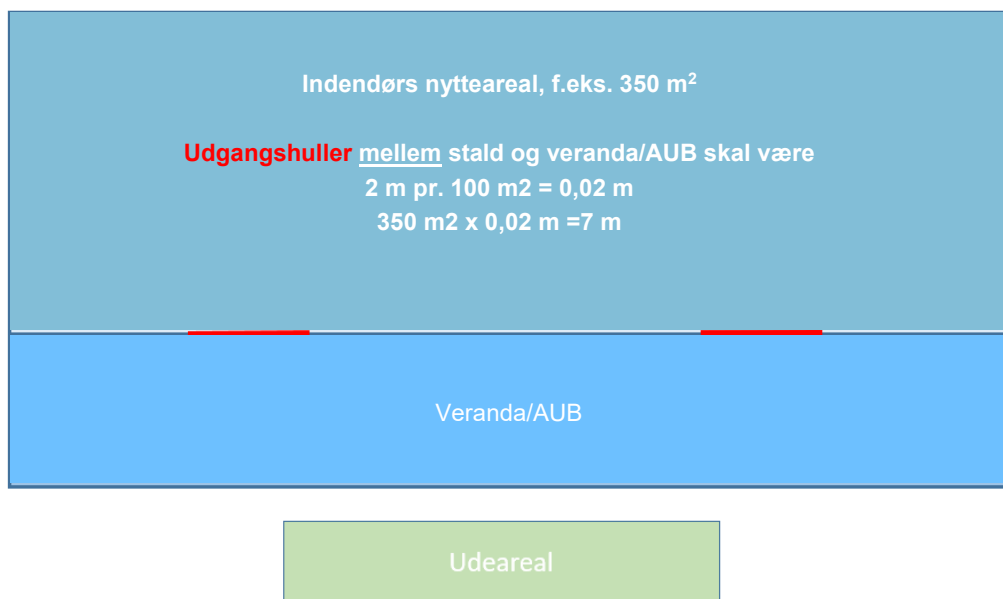 Indendørs nytteareal, f.eks. 350 m²
Udgangshuller mellem stald og veranda/AUB skal være
2 m pr. 100 m2 = 0,02 m
350 m2 x 0,02 m =7 m
Veranda/AUB
Udeareal